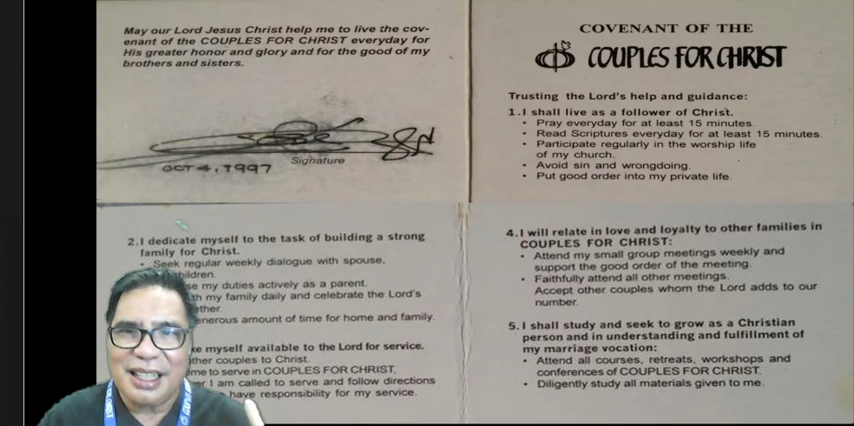 May our Lord Jesus Christ help me to live the cov-
enant of the COUPLES FOR CHRIST everyday for
His greater honor and glory and for the good of my
brothers and sisters.
OCT 4, 1997
Signature
COVENANT OF THE
COUPLES FOR CHRIST
Trusting the Lord's help and guidance:
1. I shall live as a follower of Christ.
• Pray everyday for at least 15 minutes.
• Read Scriptures everyday for at least 15 minutes.
• Participate regularly in the worship life
of my church.
• Avoid sin and wrongdoing.
• Put good order into my private life.
2. I dedicate myself to the task of building a strong
family for Christ.
• Seek regular weekly dialogue with spouse,
my duties actively as a parent.
my family daily and celebrate the Lord's
amount of time for home and family.
myself available to the Lord for service.
couples to Christ.
to serve in COUPLES FOR CHRIST,
I am called to serve and follow directions
have responsibility for my service.
4. I will relate in love and loyalty to other families in
COUPLES FOR CHRIST:
• Attend my small group meetings weekly and
support the good order of the meeting.
• Faithfully attend all other meetings.
Accept other couples whom the Lord adds to our
number.
5. I shall study and seek to grow as a Christian
person and in understanding and fulfillment of
my marriage vocation:
• Attend all courses, retreats, workshops and
conferences of COUPLES FOR CHRIST.
• Diligently study all materials given to me.